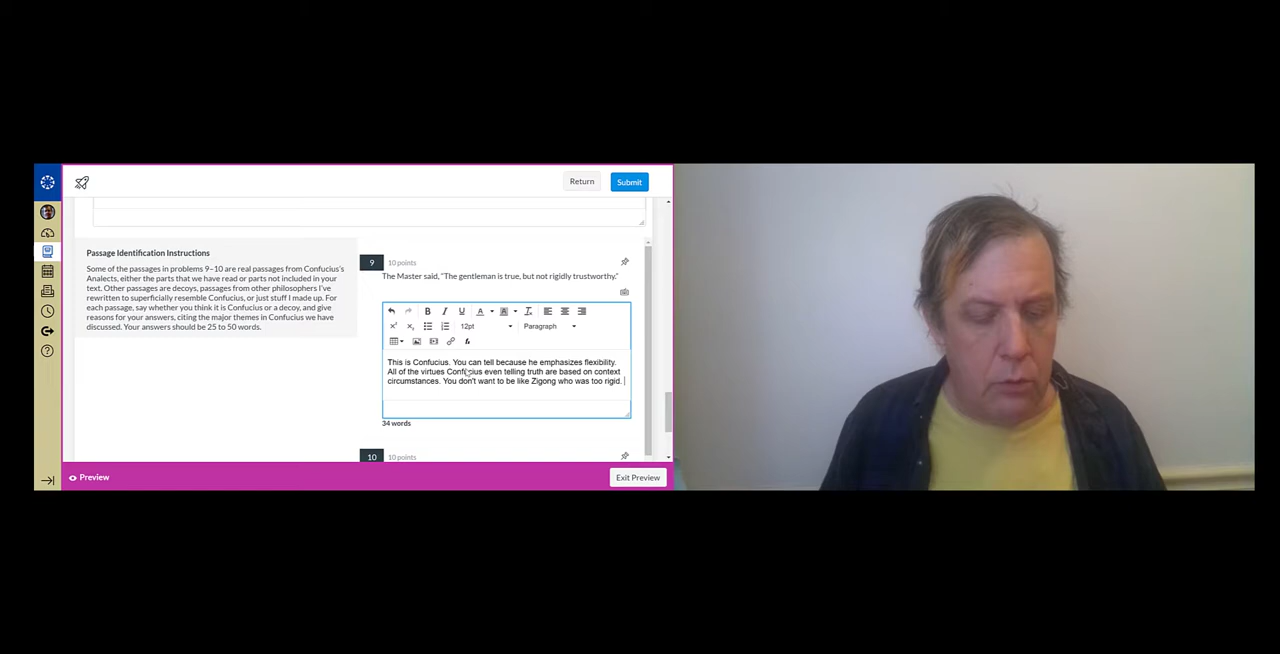 Return
Submit
Passage Identification Instructions
Some of the passages in problems 9–10 are real passages from Confucius's
Analects, either the parts that we have read or parts not included in your
text. Other passages are decoys, passages from other philosophers I've
rewritten to superficially resemble Confucius, or just stuff I made up. For
each passage, say whether you think it is Confucius or a decoy, and give
reasons for your answers, citing the major themes in Confucius we have
discussed. Your answers should be 25 to 50 words.
9 10 points
The Master said, "The gentleman is true, but not rigidly trustworthy."
B I U A A
12pt Paragraph
This is Confucius. You can tell because he emphasizes flexibility.
All of the virtues Confucius even telling truth are based on context
circumstances. You don't want to be like Zigong who was too rigid.
34 words
10 10 points
Preview
Exit Preview